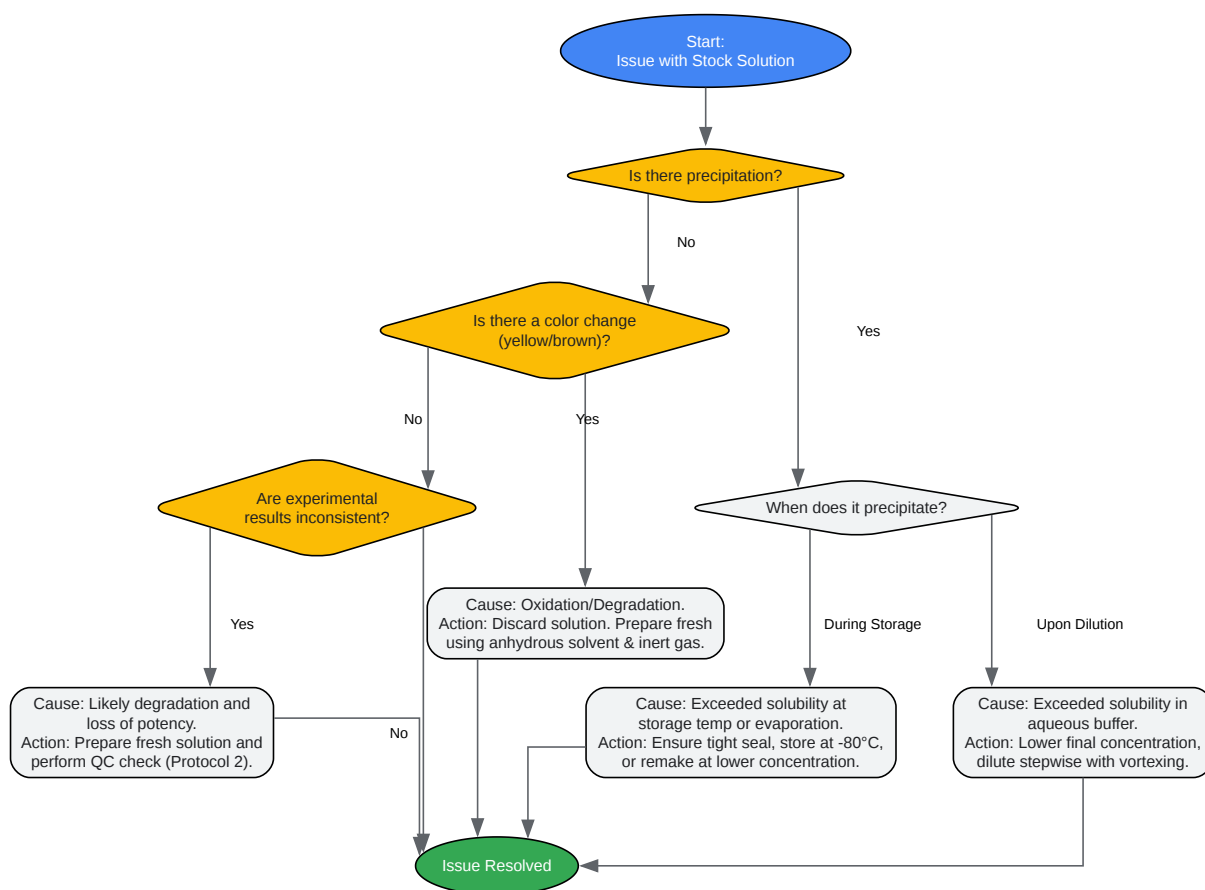 Start:
Issue with Stock Solution
Is there precipitation?
No
Is there a color change
(yellow/brown)?
Yes
No
Yes
Are experimental
results inconsistent?
When does it precipitate?
Cause: Oxidation/Degradation.
Action: Discard solution. Prepare fresh
using anhydrous solvent & inert gas.
Yes
During Storage
Upon Dilution
Cause: Likely degradation and
loss of potency.
Action: Prepare fresh solution and
perform QC check (Protocol 2).
No
Cause: Exceeded solubility at
storage temp or evaporation.
Action: Ensure tight seal, store at -80°C,
or remake at lower concentration.
Cause: Exceeded solubility in
aqueous buffer.
Action: Lower final concentration,
dilute stepwise with vortexing.
Issue Resolved